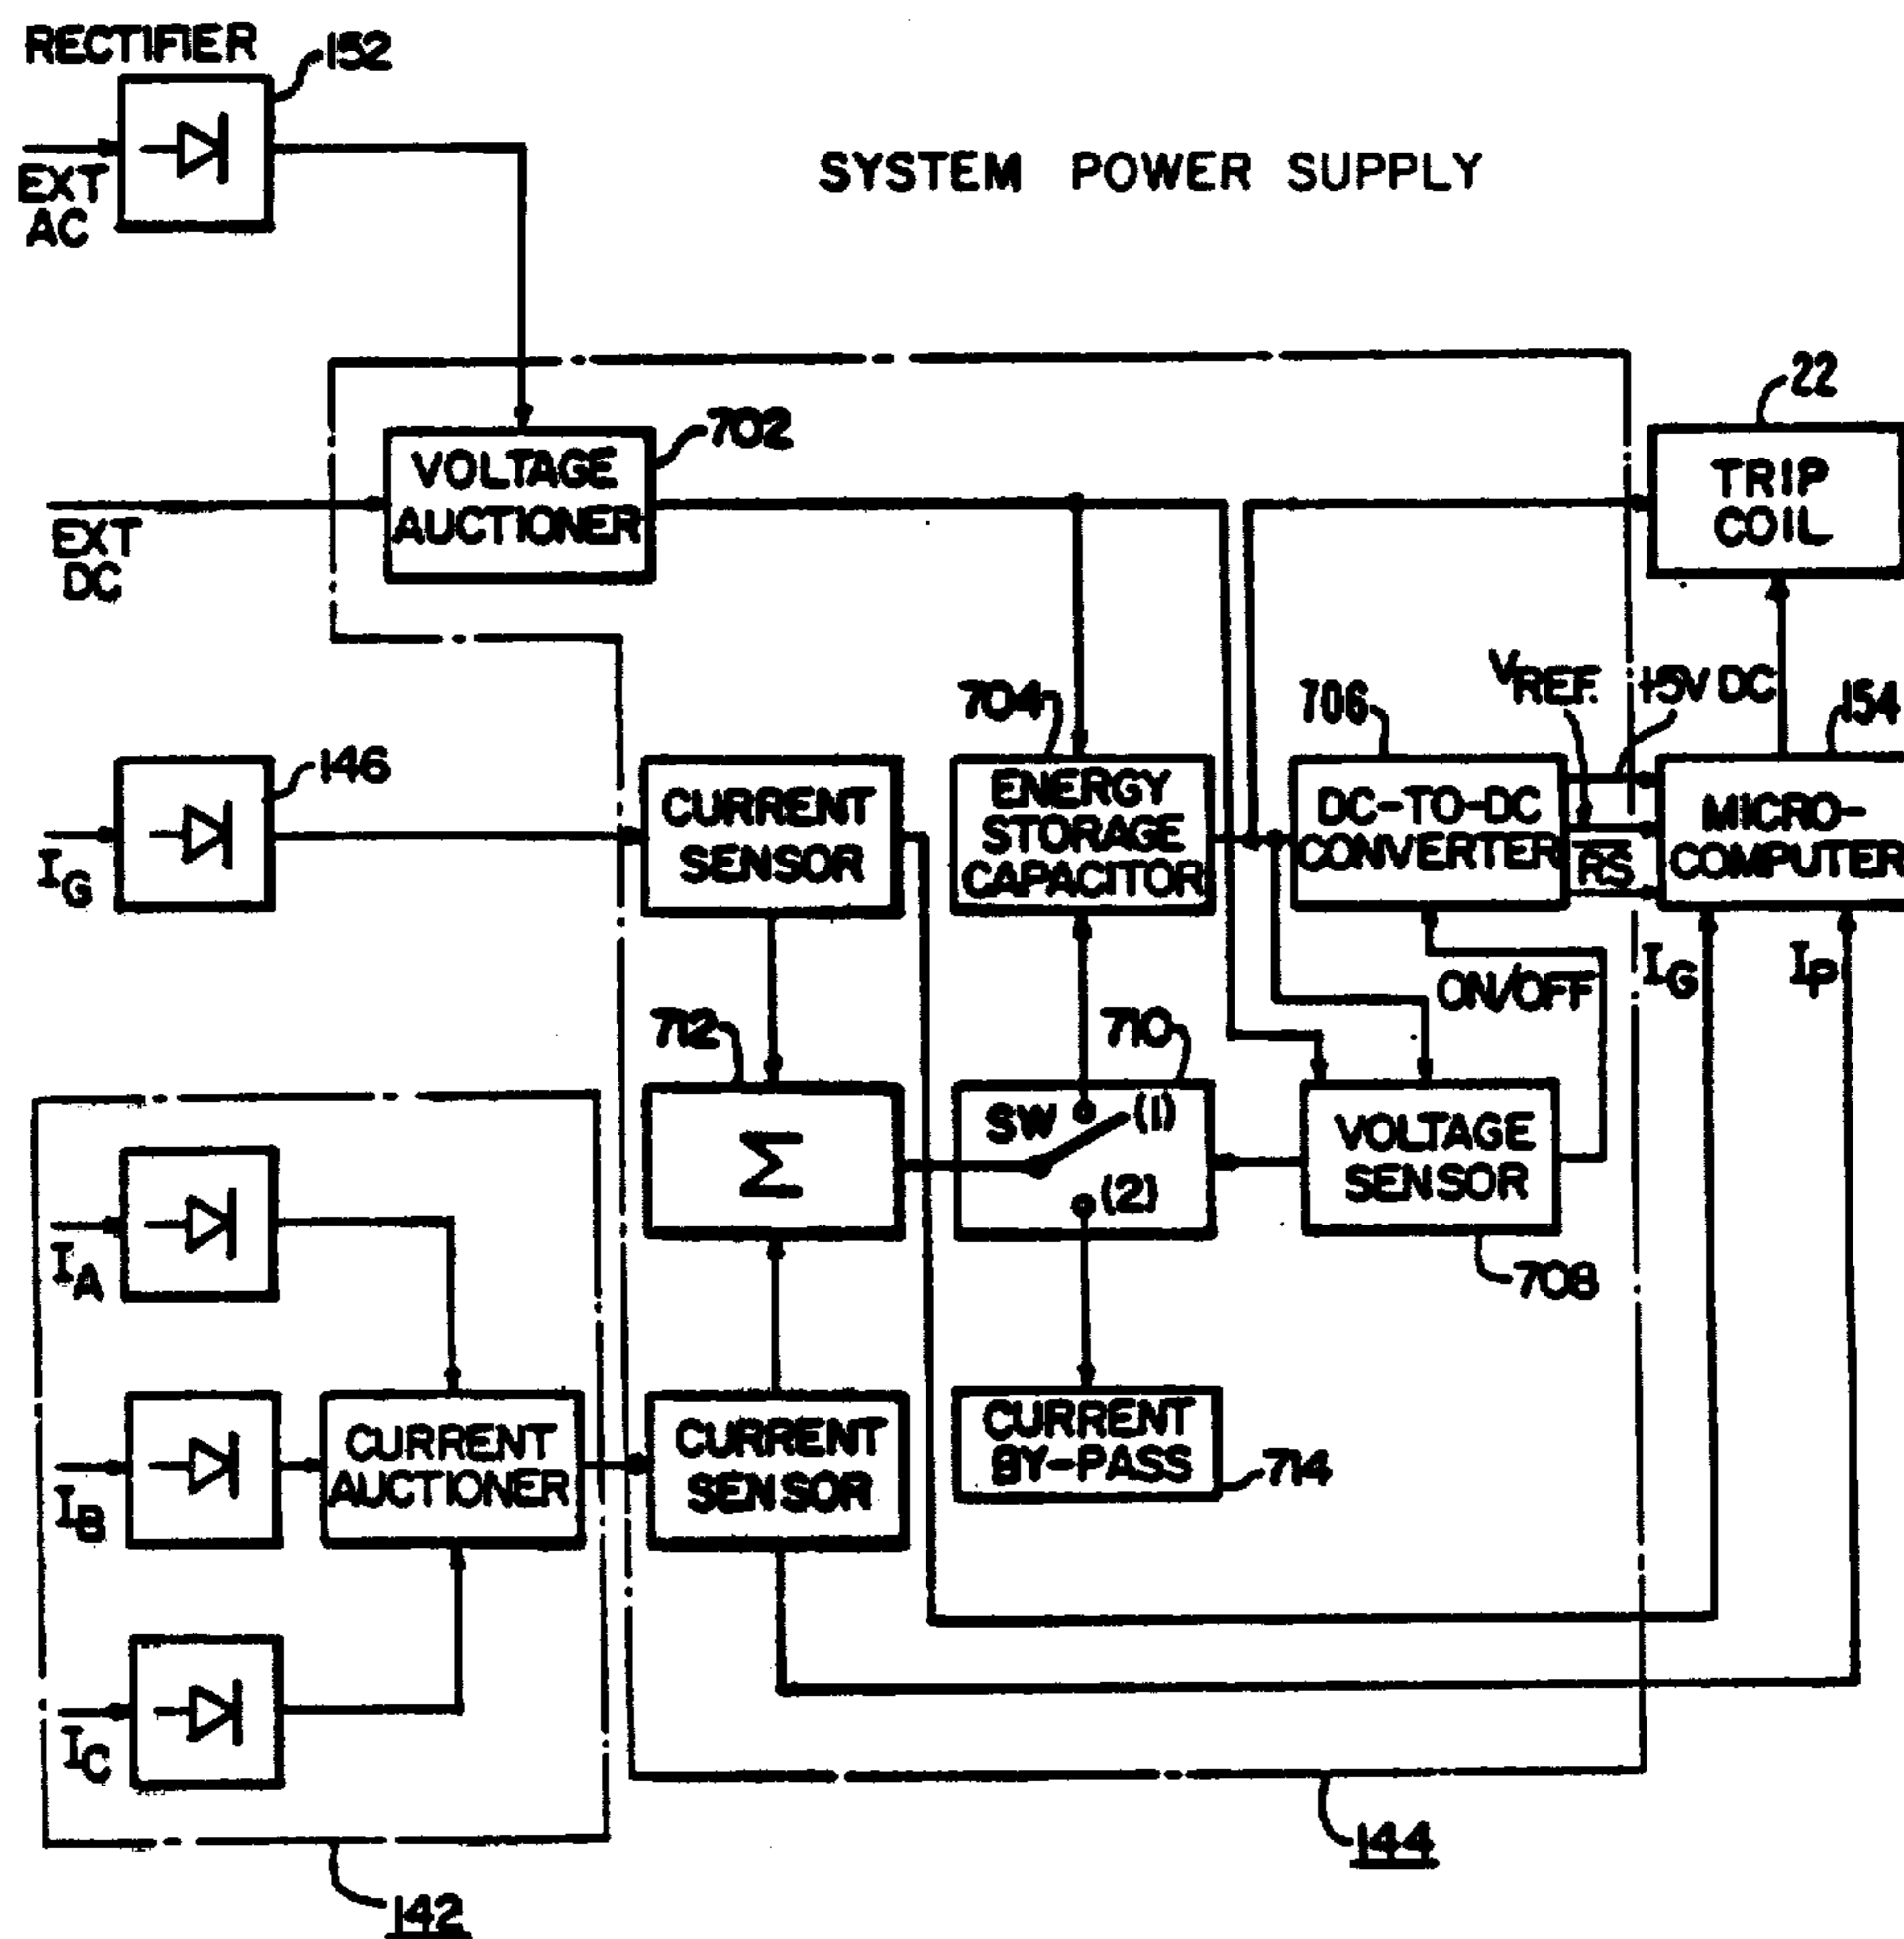 RECTIFIER
152
EXT
AC
SYSTEM POWER SUPPLY
22
702
VOLTAGE
AUCTIONER
TRIP
COIL
EXT
DC
704
706
VREF.
+5V DC
154
146
CURRENT
SENSOR
ENERGY
STORAGE
CAPACITOR
DC-TO-DC
CONVERTER
RS
MICRO-
COMPUTER
IG
ON/OFF
IG
IP
712
710
SW
(1)
(2)
Σ
VOLTAGE
SENSOR
708
IA
CURRENT
AUCTIONER
CURRENT
SENSOR
CURRENT
BY-PASS
714
IB
IC
144
142